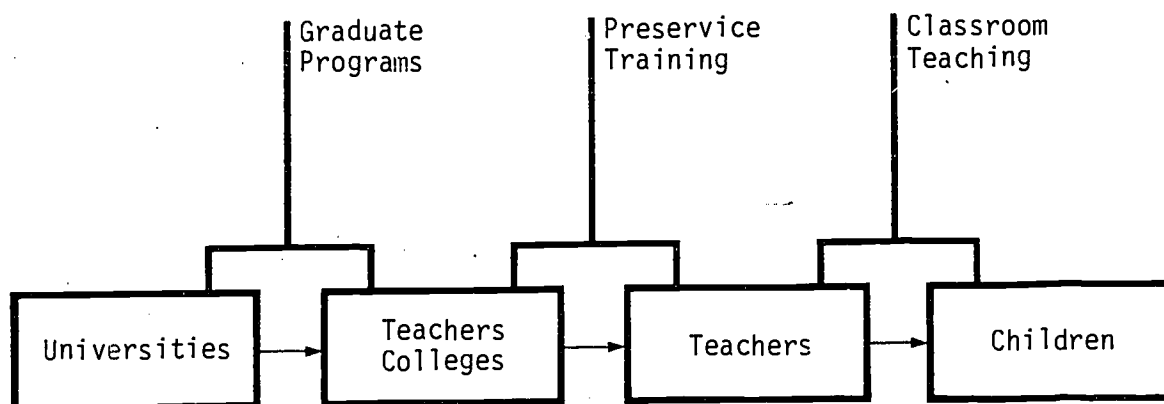 Graduate
Programs
Preservice
Training
Classroom
Teaching
Universities
Teachers
Colleges
Teachers
Children